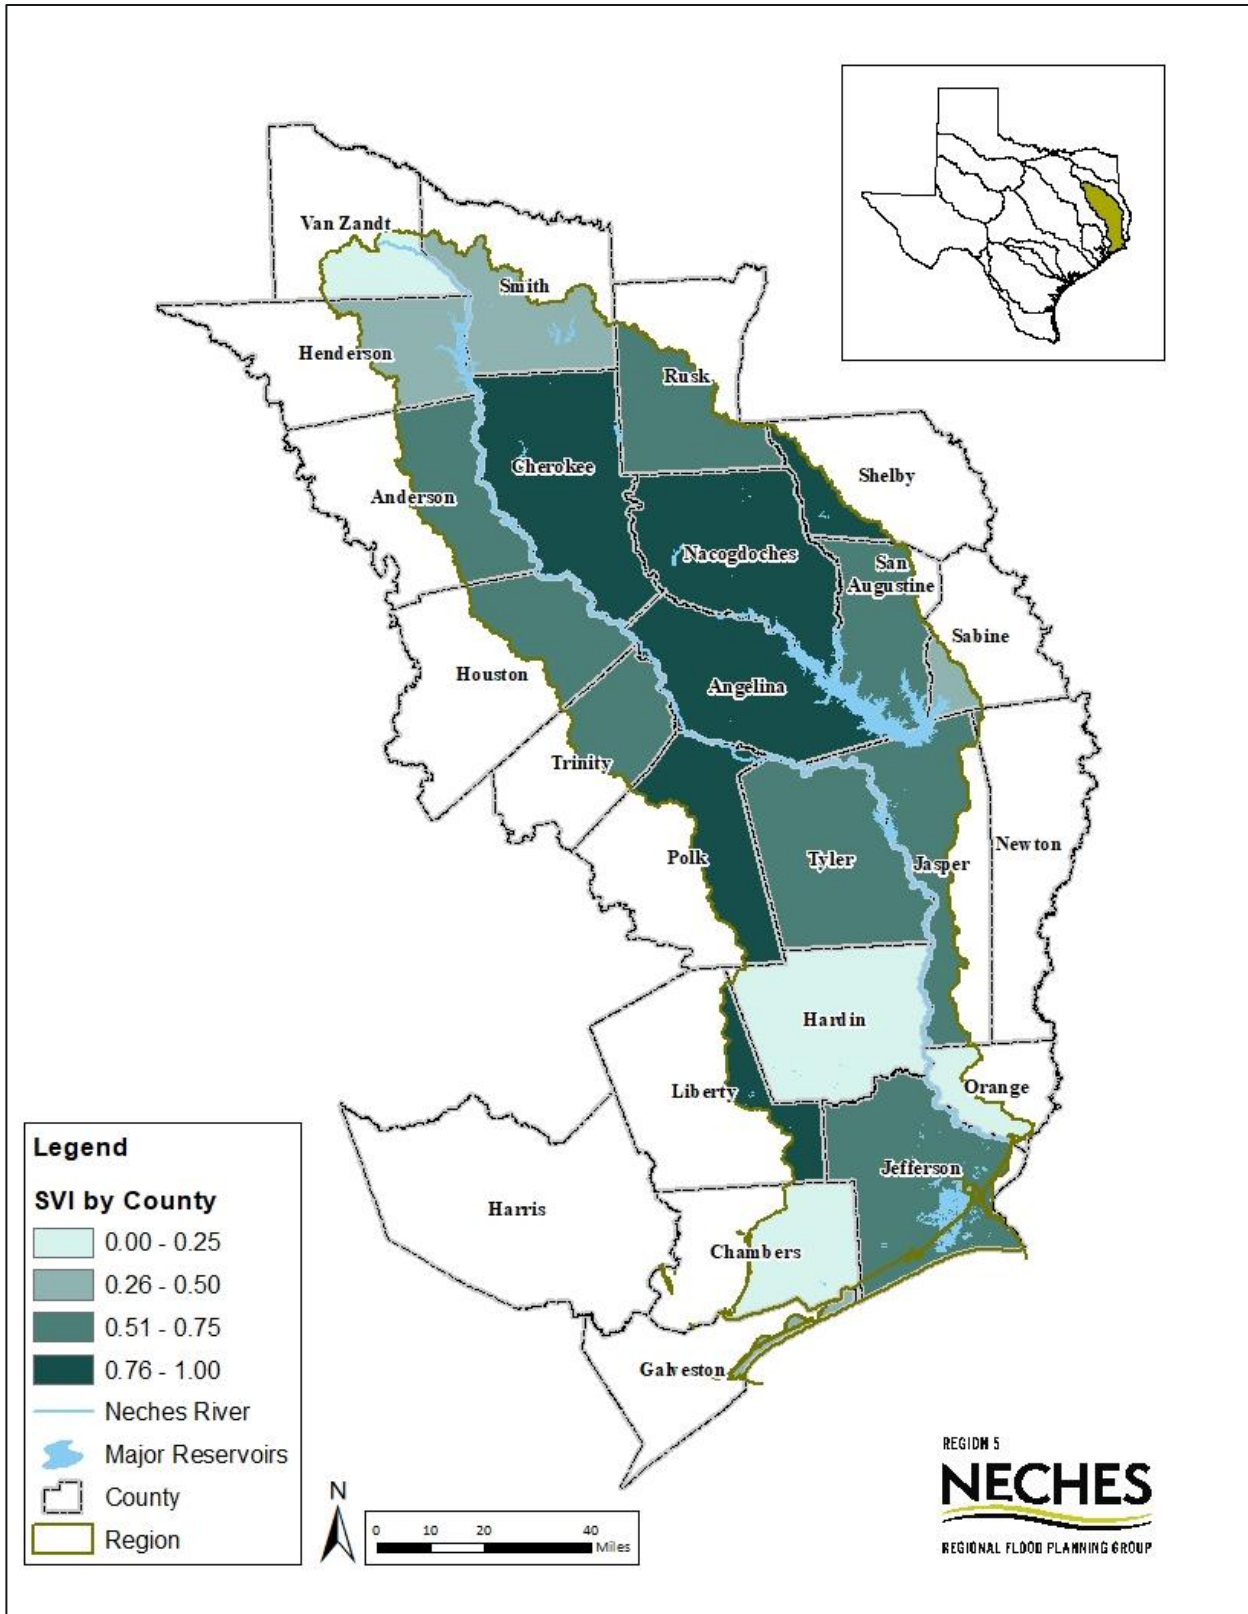 Van Zandt
Smith
Henderson
Rusk
Cherokee
Shelby
Anderson
Nacogdoches
San
Augustine
Sabine
Houston
Angelina
Trinity
Newton
Polk
Tyler
Jasper
Hardin
Orange
Liberty
Jefferson
Harris
Chambers
Galveston
Legend
SVI by County
0.00 - 0.25
0.26 - 0.50
0.51 - 0.75
0.76 - 1.00
Neches River
Major Reservoirs
County
Region
N
0 10 20 40
Miles
REGION 5
NECHES
REGIONAL FLOOD PLANNING GROUP